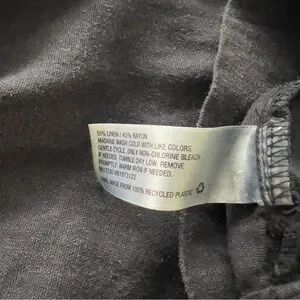 55% LINEN / 45% RAYON
MACHINE WASH COLD WITH LIKE COLORS.
GENTLE CYCLE. ONLY NON-CHLORINE BLEACH
IF NEEDED. TUMBLE DRY LOW. REMOVE
PROMPTLY. WARM IRON IF NEEDED.
LABEL MADE FROM 100% RECYCLED PLASTIC